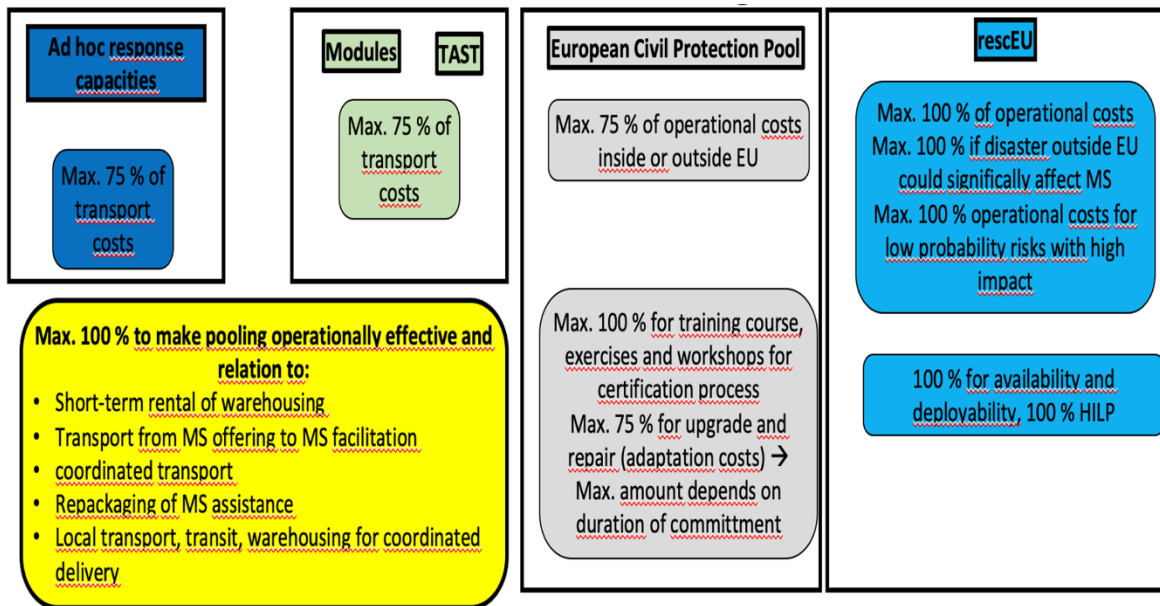 Ad hoc response
capacities
Max. 75 % of
transport
costs
Modules
TAST
Max. 75 % of
transport
costs
Max. 100 % to make pooling operationally effective and
relation to:
• Short-term rental of warehousing
• Transport from MS offering to MS facilitation
• coordinated transport
• Repackaging of MS assistance
• Local transport, transit, warehousing for coordinated
delivery
European Civil Protection Pool
Max. 75 % of operational costs
inside or outside EU
Max. 100 % for training course,
exercises and workshops for
certification process
Max. 75 % for upgrade and
repair (adaptation costs) →
Max. amount depends on
duration of committment
rescEU
Max. 100 % of operational costs
Max. 100 % if disaster outside EU
could significally affect MS
Max. 100 % operational costs for
low probability risks with high
impact
100 % for availability and
deployability, 100 % HILP